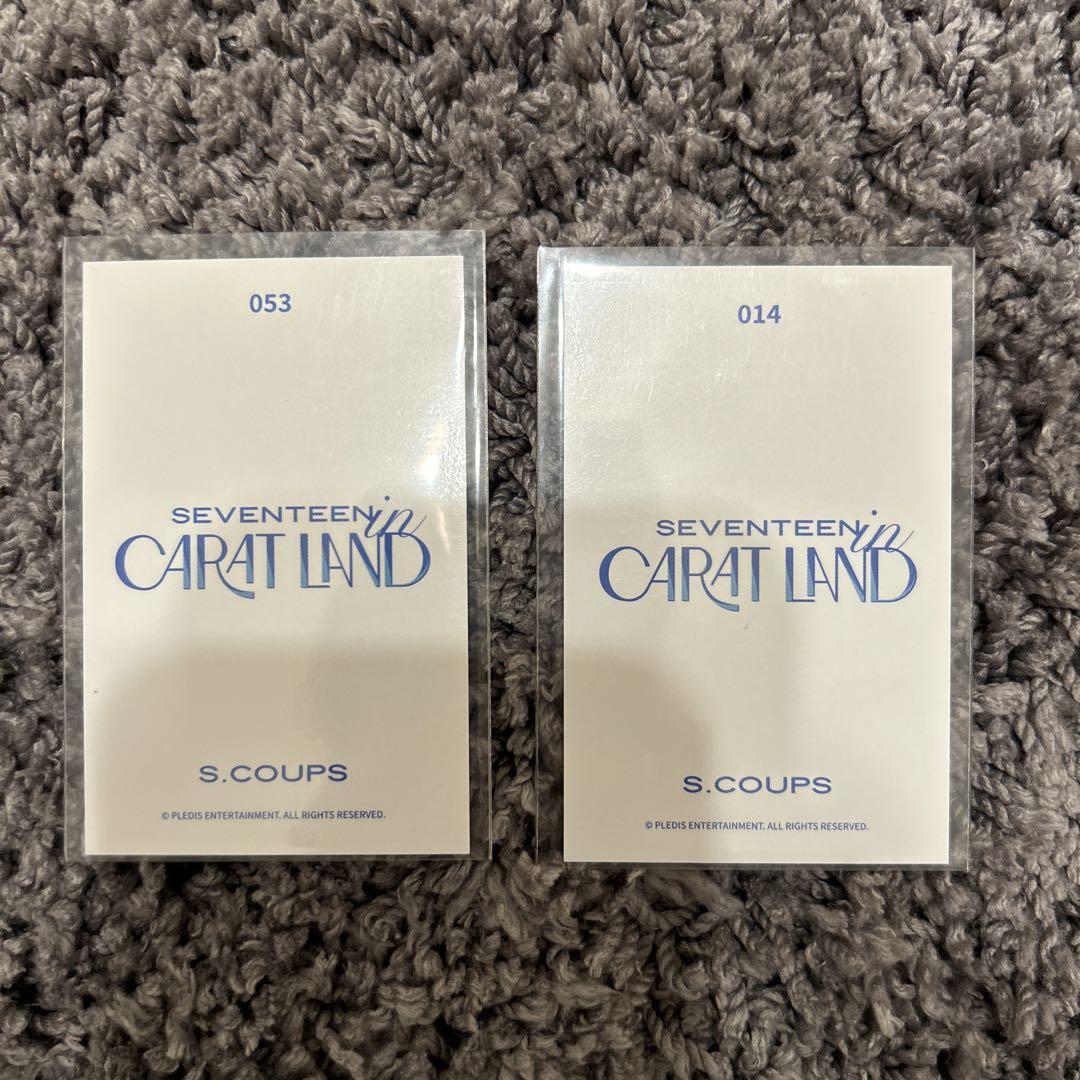 053
SEVENTEEN in
CARAT LAND
S.COUPS
© PLEDIS ENTERTAINMENT. ALL RIGHTS RESERVED.
014
SEVENTEEN in
CARAT LAND
S.COUPS
© PLEDIS ENTERTAINMENT. ALL RIGHTS RESERVED.